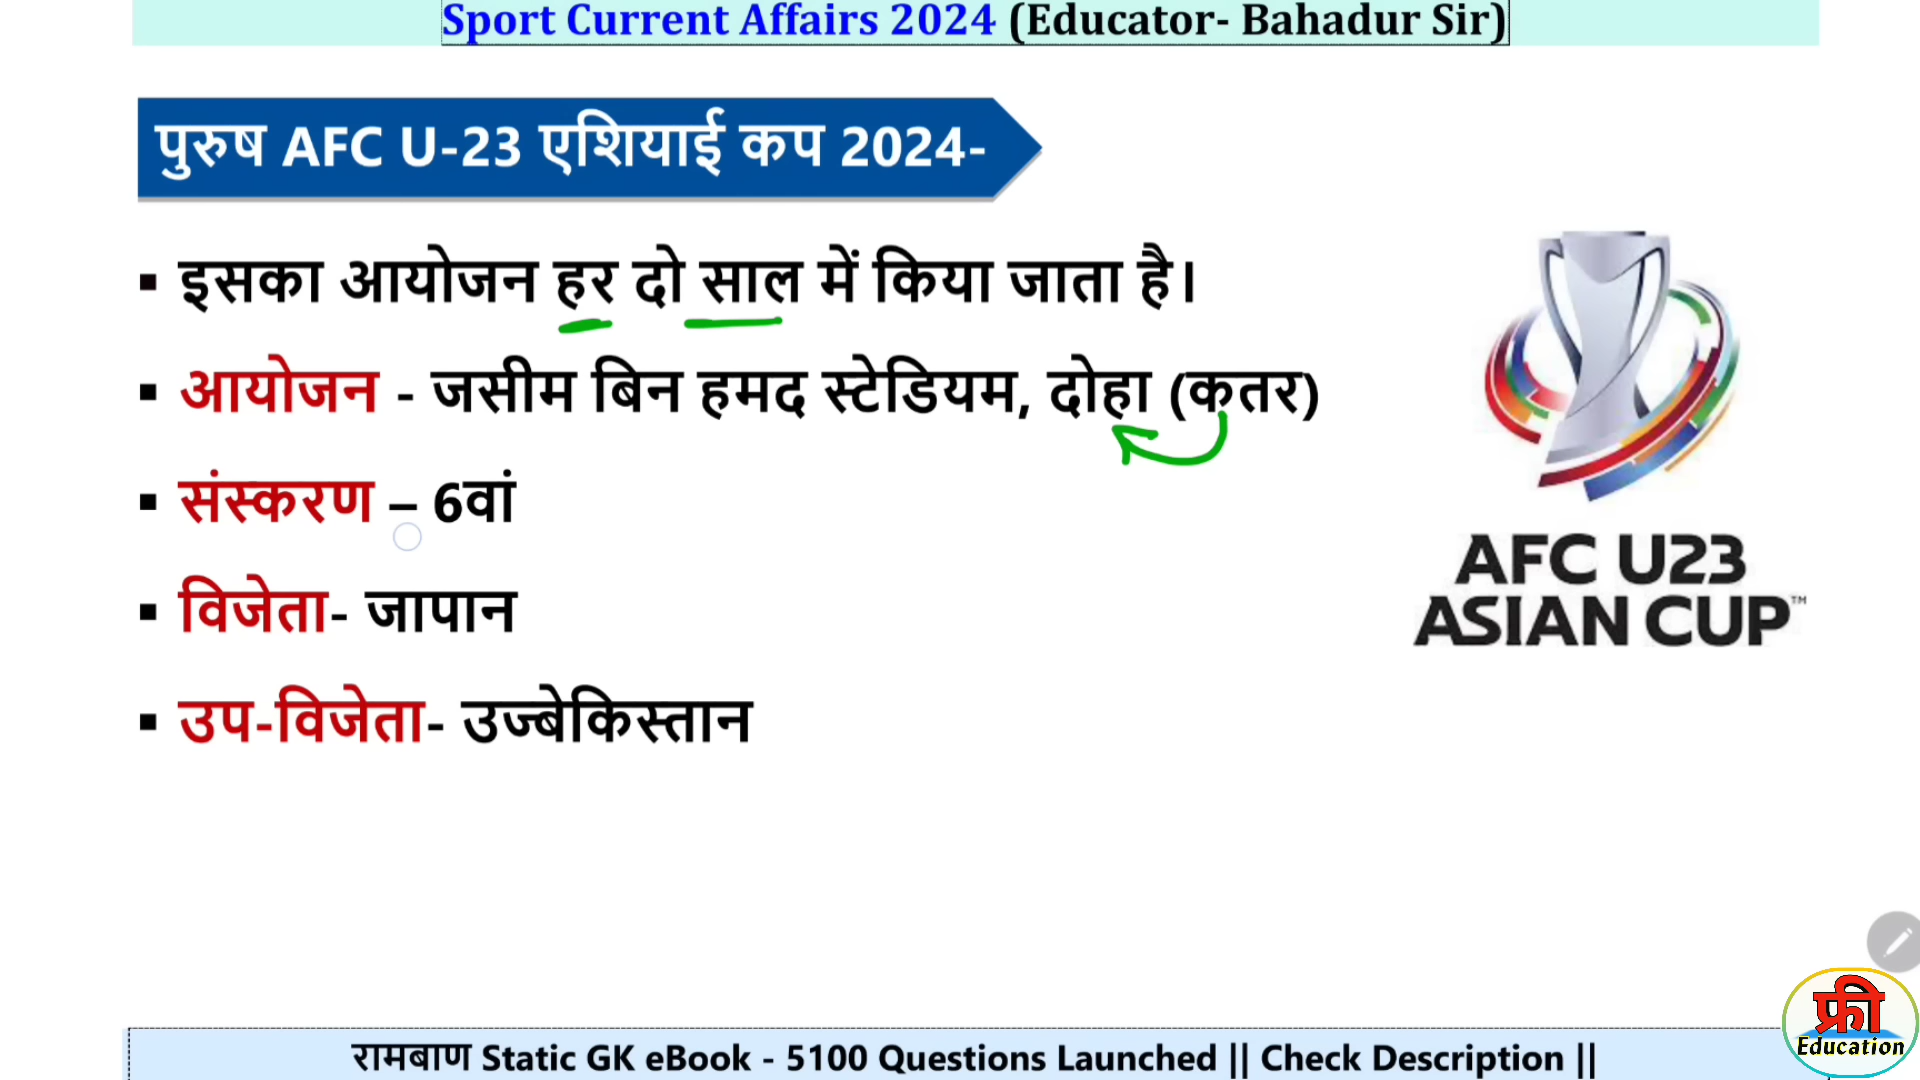 Sport Current Affairs 2024 (Educator- Bahadur Sir)
पुरुष AFC U-23 एशियाई कप 2024-
▪ इसका आयोजन हर दो साल में किया जाता है।
▪ आयोजन - जसीम बिन हमद स्टेडियम, दोहा (कतर)
▪ संस्करण – 6वां
▪ विजेता- जापान
▪ उप-विजेता- उज्बेकिस्तान
AFC U23
ASIAN CUP™
फ्री
Education
रामबाण Static GK eBook - 5100 Questions Launched || Check Description ||